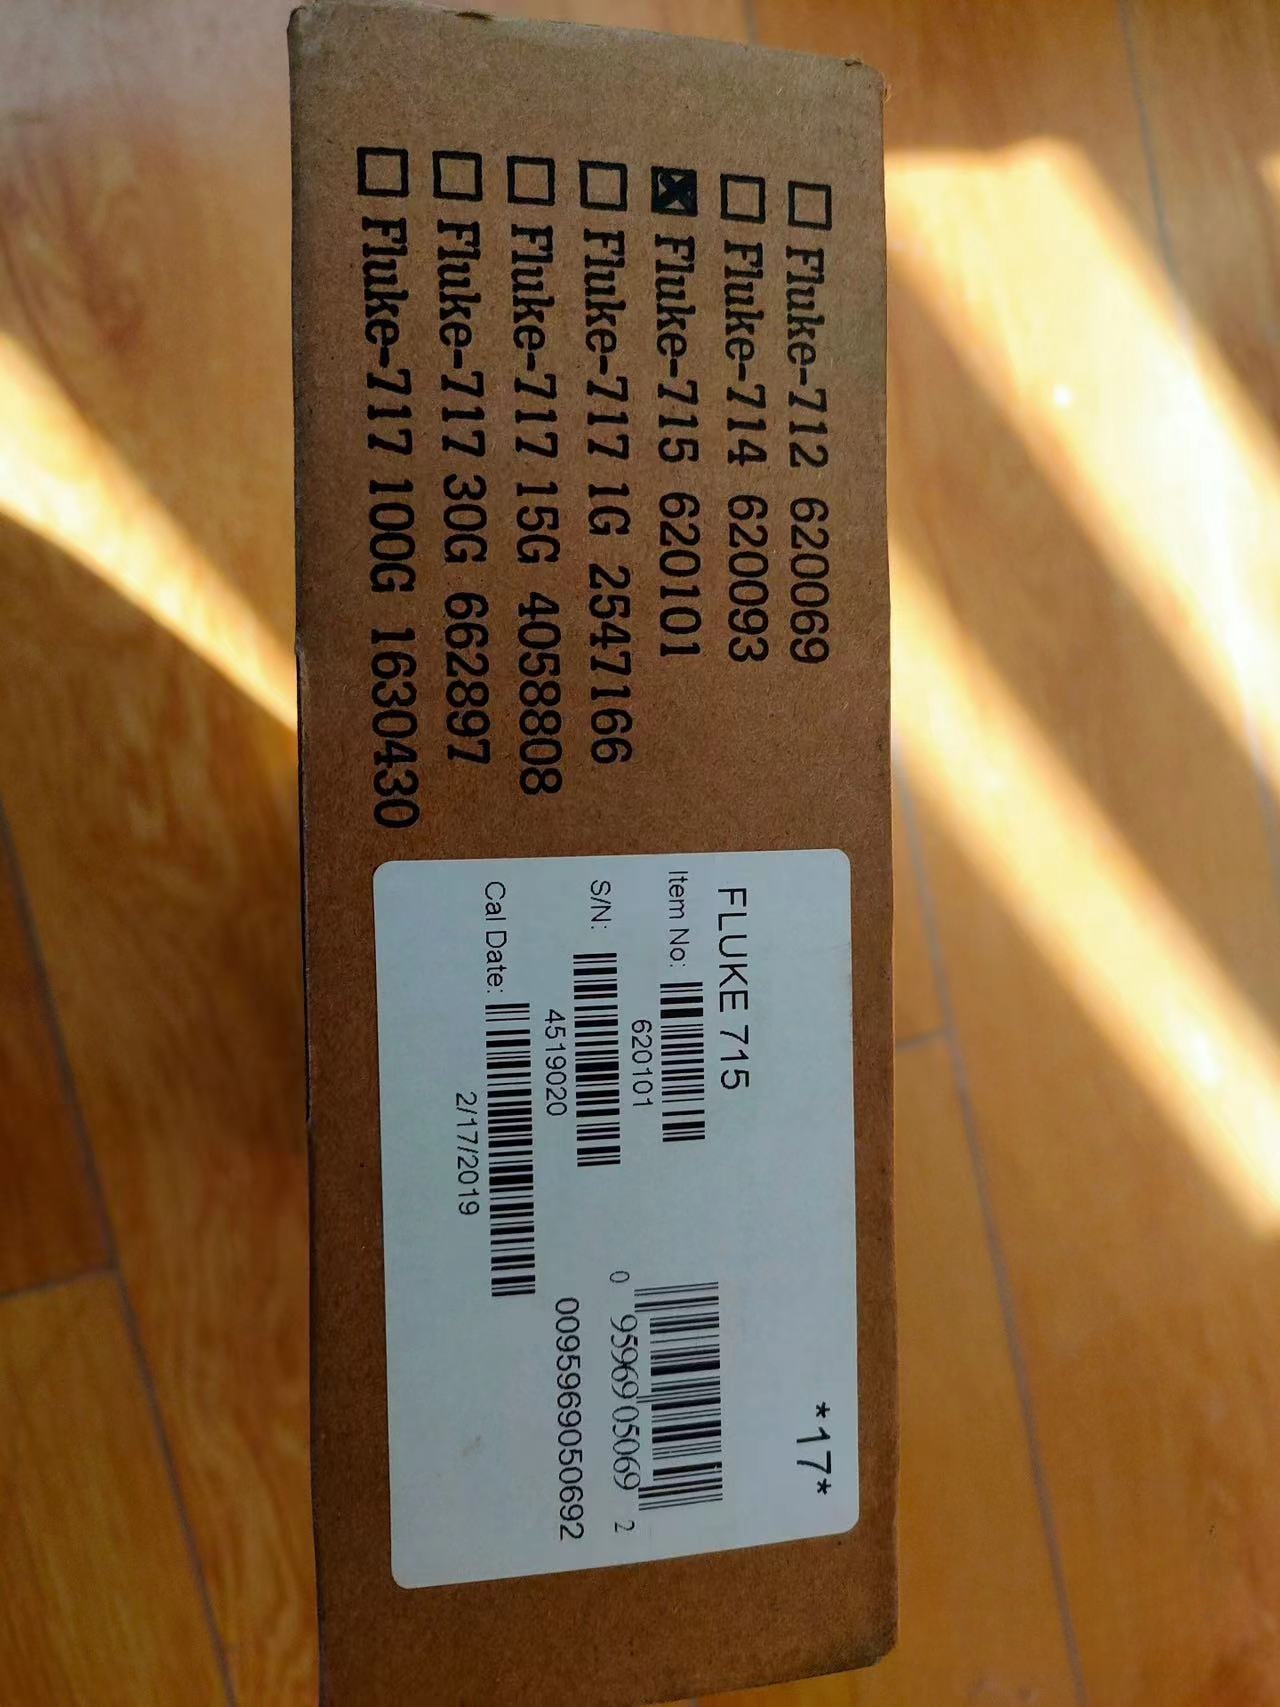 ☐ Fluke-712 620069
☐ Fluke-714 620093
☒ Fluke-715 620101
☐ Fluke-717 1G 2547166
☐ Fluke-717 15G 4058808
☐ Fluke-717 30G 662897
☐ Fluke-717 100G 1630430
*17*
FLUKE 715
Item No:
620101
S/N:
4519020
Cal Date:
2/17/2019
0 95969 05069 2
0095969050692